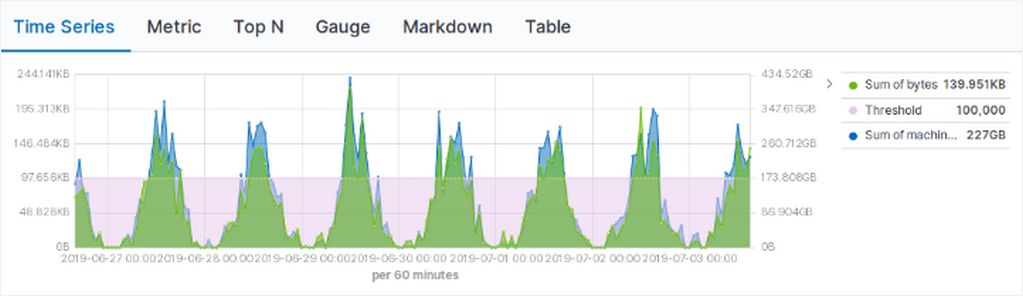 Time Series Metric Top N Gauge Markdown Table
244.141KB 434.52GB
195.313KB 347.616GB
146.484KB 260.712GB
97.656KB 173.808GB
48.828KB 86.904GB
0B 0B
2019-06-27 00:00 2019-06-28 00:00 2019-06-29 00:00 2019-06-30 00:00 2019-07-01 00:00 2019-07-02 00:00 2019-07-03 00:00
per 60 minutes
Sum of bytes 139.951KB
Threshold 100,000
Sum of machin... 227GB